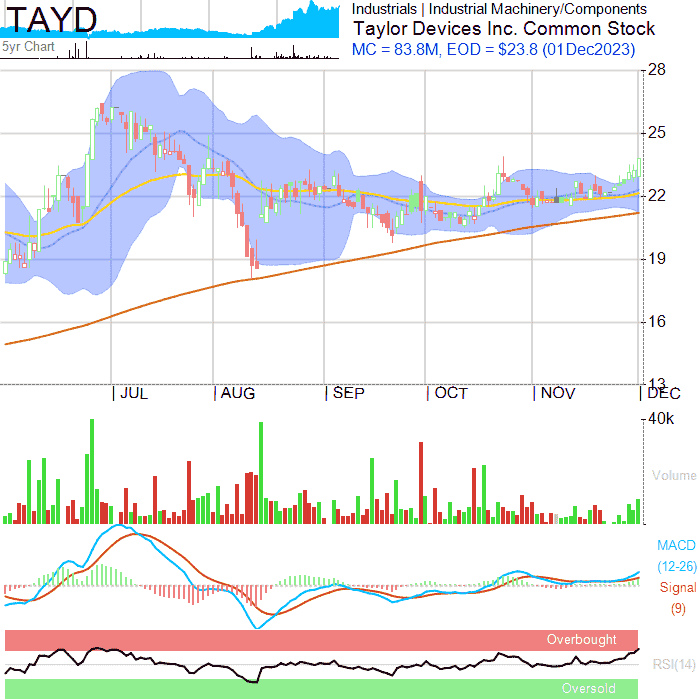 TAYD
5yr Chart
Industrials | Industrial Machinery/Components
Taylor Devices Inc. Common Stock
MC = 83.8M, EOD = $23.8 (01Dec2023)
28
25
22
19
16
13
JUL
AUG
SEP
OCT
NOV
DEC
40k
Volume
MACD
(12-26)
Signal
(9)
Overbought
RSI(14)
Oversold